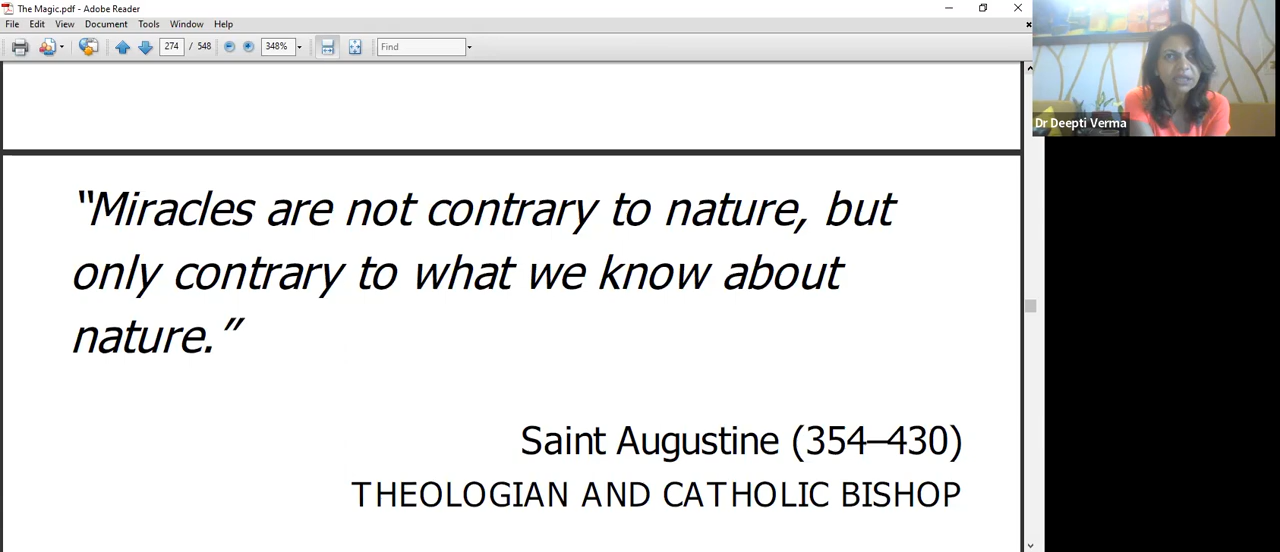 The Magic.pdf - Adobe Reader
File Edit View Document Tools Window Help
274 / 548 348% Find
Dr Deepti Verma
“Miracles are not contrary to nature, but
only contrary to what we know about
nature.”
Saint Augustine (354–430)
THEOLOGIAN AND CATHOLIC BISHOP